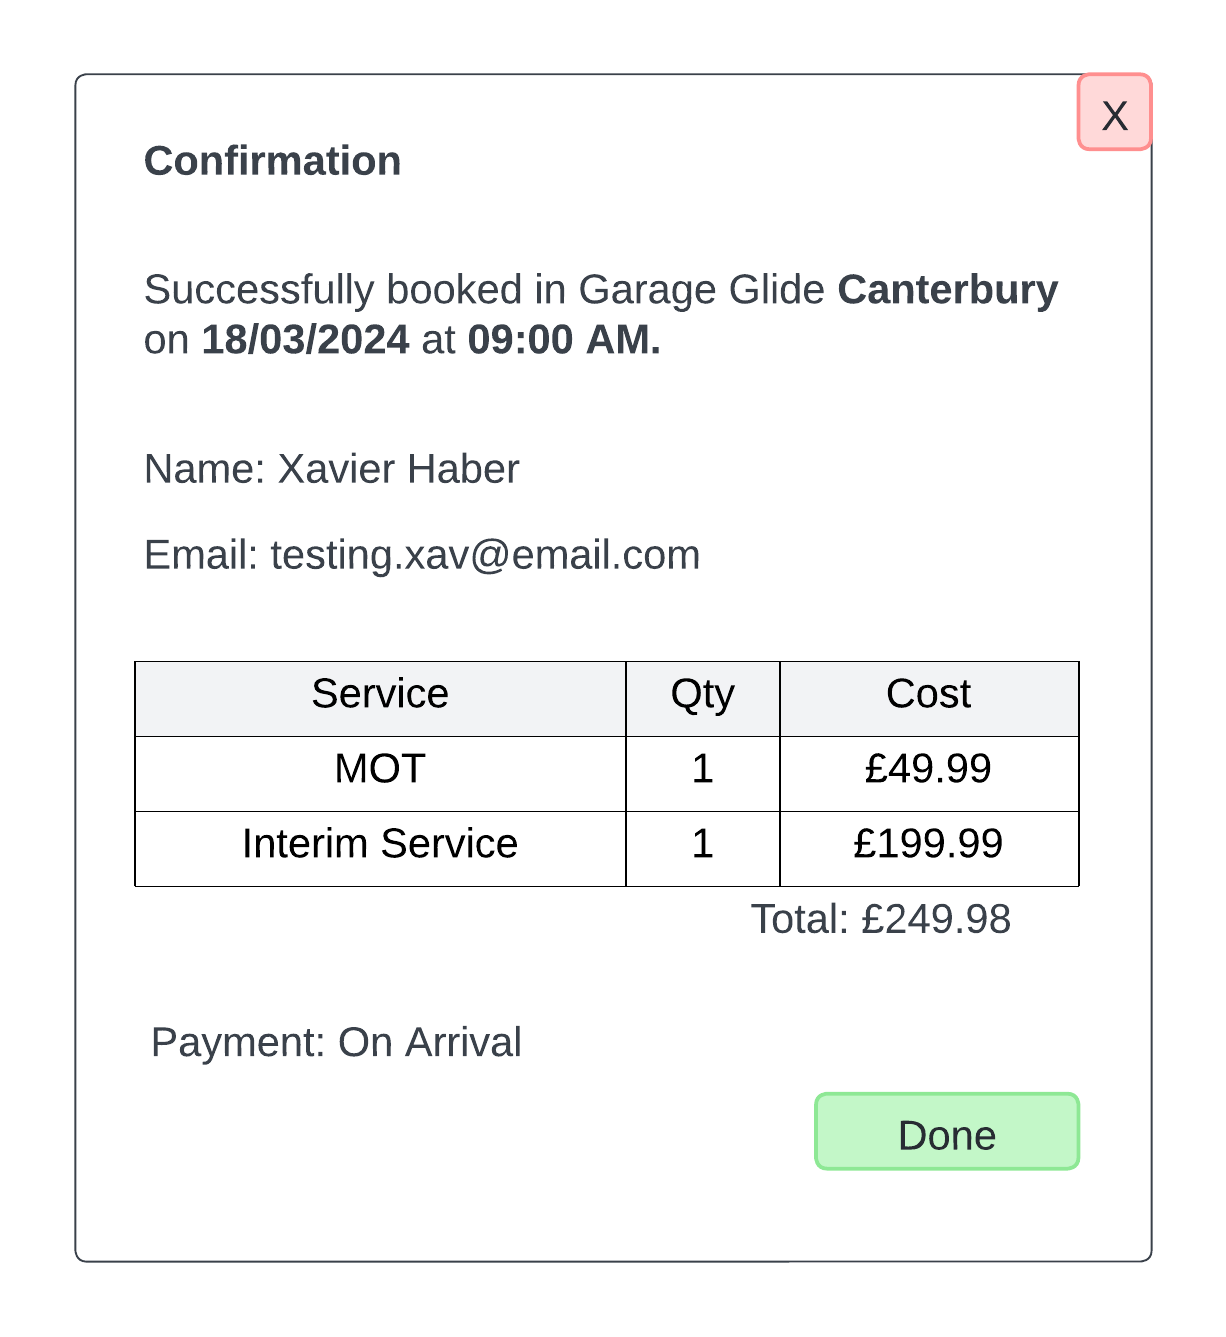 X
Confirmation
Successfully booked in Garage Glide Canterbury
on 18/03/2024 at 09:00 AM.
Name: Xavier Haber
Email: testing.xav@email.com
Service Qty Cost
MOT 1 £49.99
Interim Service 1 £199.99
Total: £249.98
Payment: On Arrival
Done